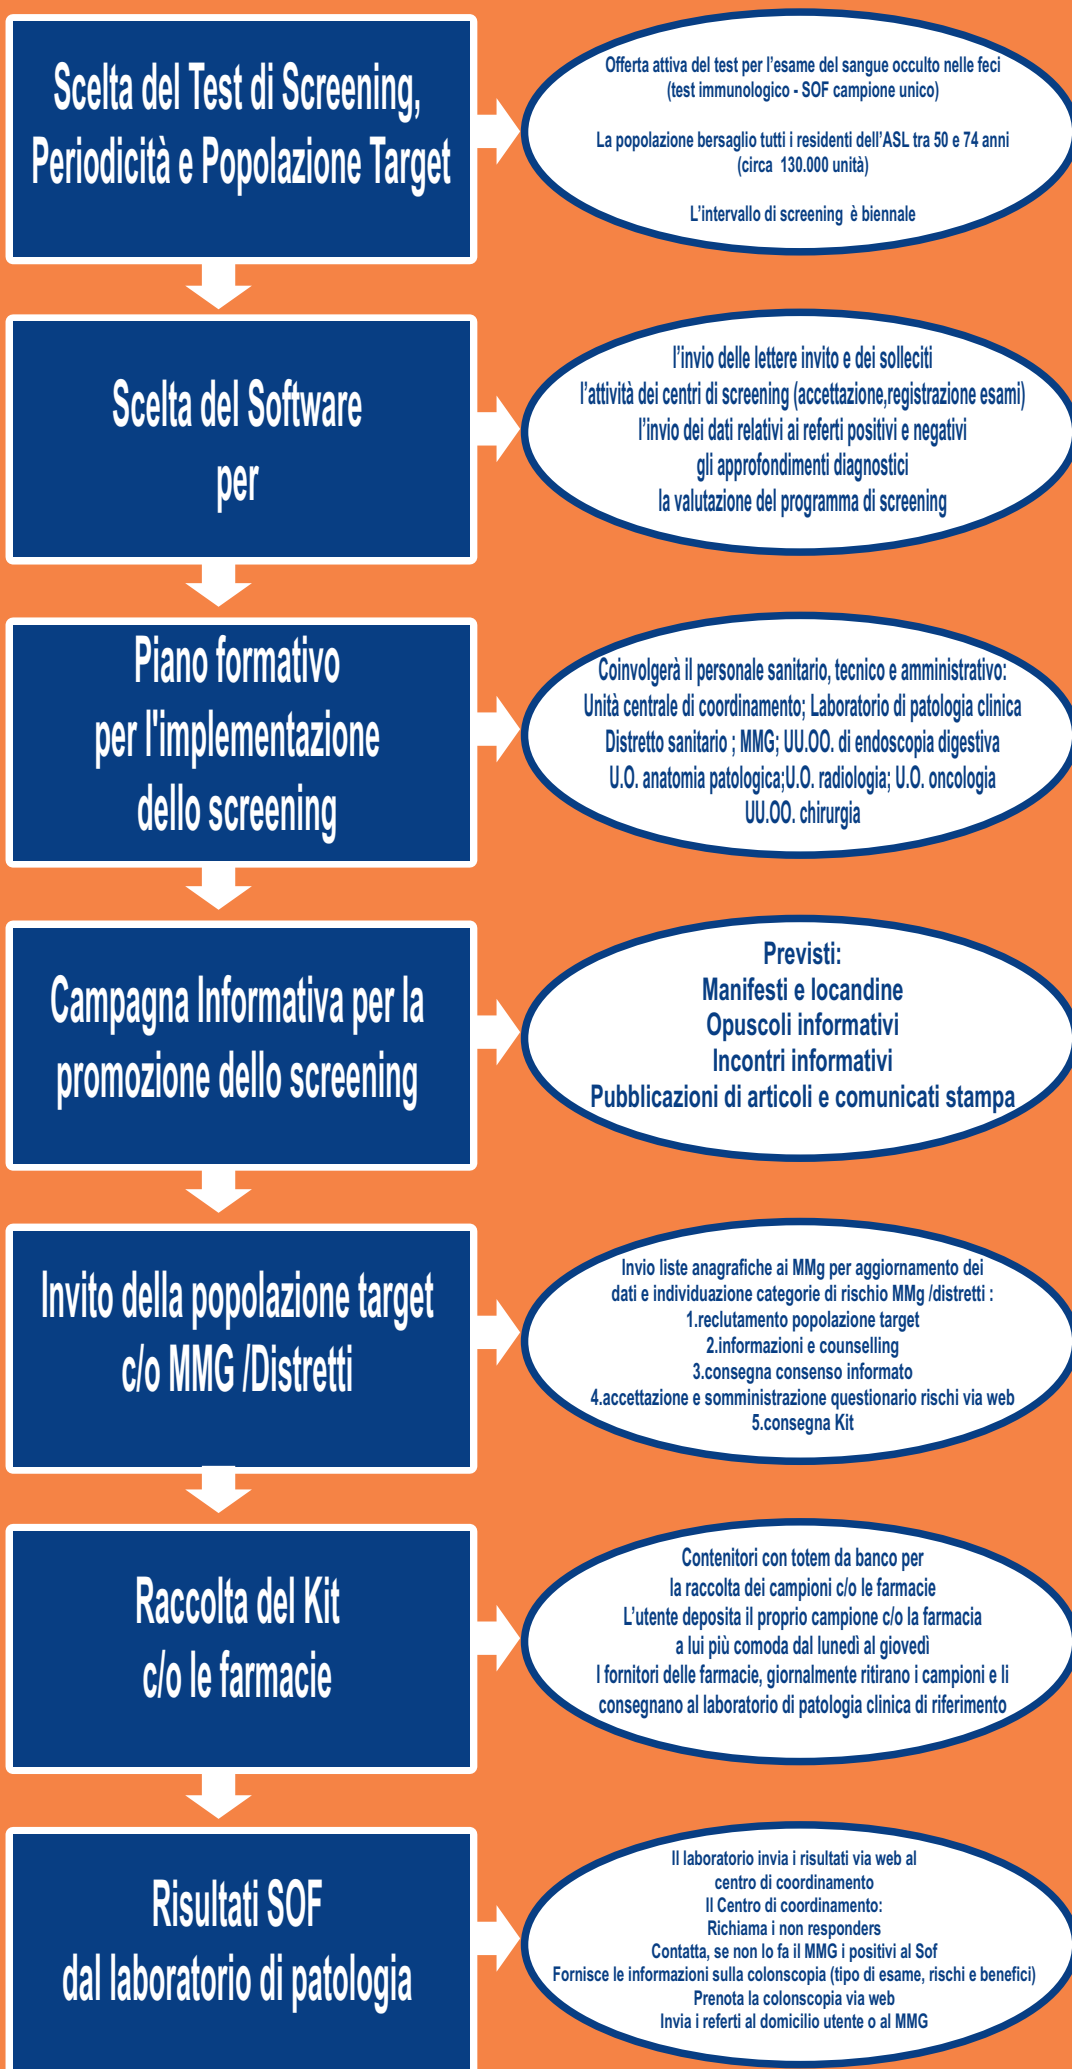 Scelta del Test di Screening,
Periodicità e Popolazione Target
Offerta attiva del test per l'esame del sangue occulto nelle feci
(test immunologico - SOF campione unico)
La popolazione bersaglio tutti i residenti dell'ASL tra 50 e 74 anni
(circa 130.000 unità)
L'intervallo di screening è biennale
Scelta del Software
per
l'invio delle lettere invito e dei solleciti
l'attività dei centri di screening (accettazione,registrazione esami)
l'invio dei dati relativi ai referti positivi e negativi
gli approfondimenti diagnostici
la valutazione del programma di screening
Piano formativo
per l'implementazione
dello screening
Coinvolgerà il personale sanitario, tecnico e amministrativo:
Unità centrale di coordinamento; Laboratorio di patologia clinica
Distretto sanitario ; MMG; UU.OO. di endoscopia digestiva
U.O. anatomia patologica;U.O. radiologia; U.O. oncologia
UU.OO. chirurgia
Campagna Informativa per la
promozione dello screening
Previsti:
Manifesti e locandine
Opuscoli informativi
Incontri informativi
Pubblicazioni di articoli e comunicati stampa
Invito della popolazione target
c/o MMG /Distretti
Invio liste anagrafiche ai MMg per aggiornamento dei
dati e individuazione categorie di rischio MMg /distretti :
1.reclutamento popolazione target
2.informazioni e counselling
3.consegna consenso informato
4.accettazione e somministrazione questionario rischi via web
5.consegna Kit
Raccolta del Kit
c/o le farmacie
Contenitori con totem da banco per
la raccolta dei campioni c/o le farmacie
L'utente deposita il proprio campione c/o la farmacia
a lui più comoda dal lunedì al giovedì
I fornitori delle farmacie, giornalmente ritirano i campioni e li
consegnano al laboratorio di patologia clinica di riferimento
Risultati SOF
dal laboratorio di patologia
Il laboratorio invia i risultati via web al
centro di coordinamento
Il Centro di coordinamento:
Richiama i non responders
Contatta, se non lo fa il MMG i positivi al Sof
Fornisce le informazioni sulla colonscopia (tipo di esame, rischi e benefici)
Prenota la colonscopia via web
Invia i referti al domicilio utente o al MMG